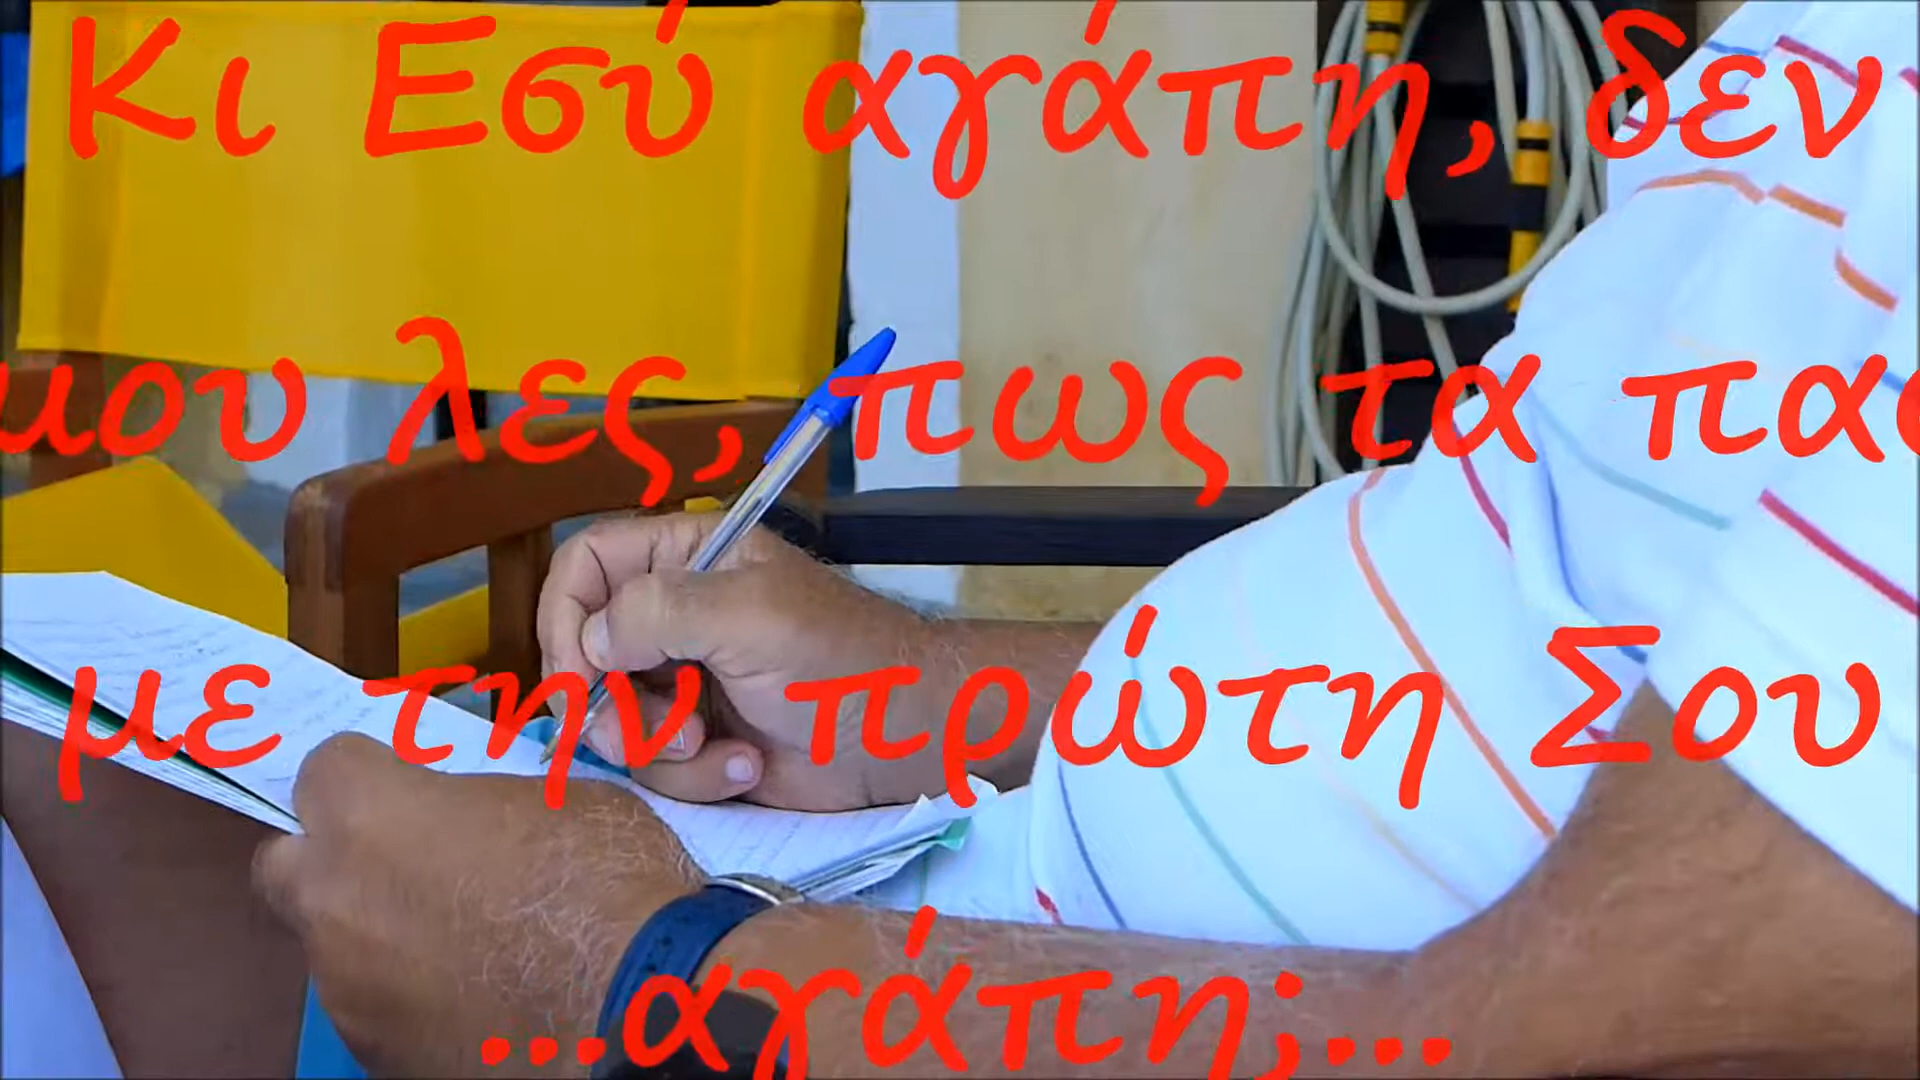 Κι Εσύ αγάπη, δεν
μου λες, πως τα πας
με την πρώτη Σου
...αγάπη;...